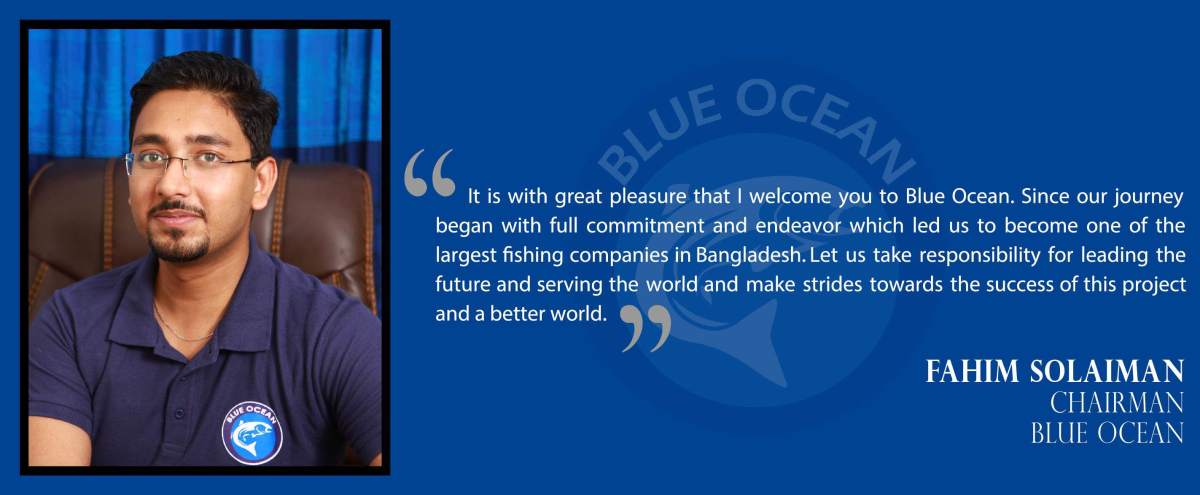 BLUE OCEAN
“ It is with great pleasure that I welcome you to Blue Ocean. Since our journey
began with full commitment and endeavor which led us to become one of the
largest fishing companies in Bangladesh. Let us take responsibility for leading the
future and serving the world and make strides towards the success of this project
and a better world. ”
FAHIM SOLAIMAN
CHAIRMAN
BLUE OCEAN
BLUE OCEAN